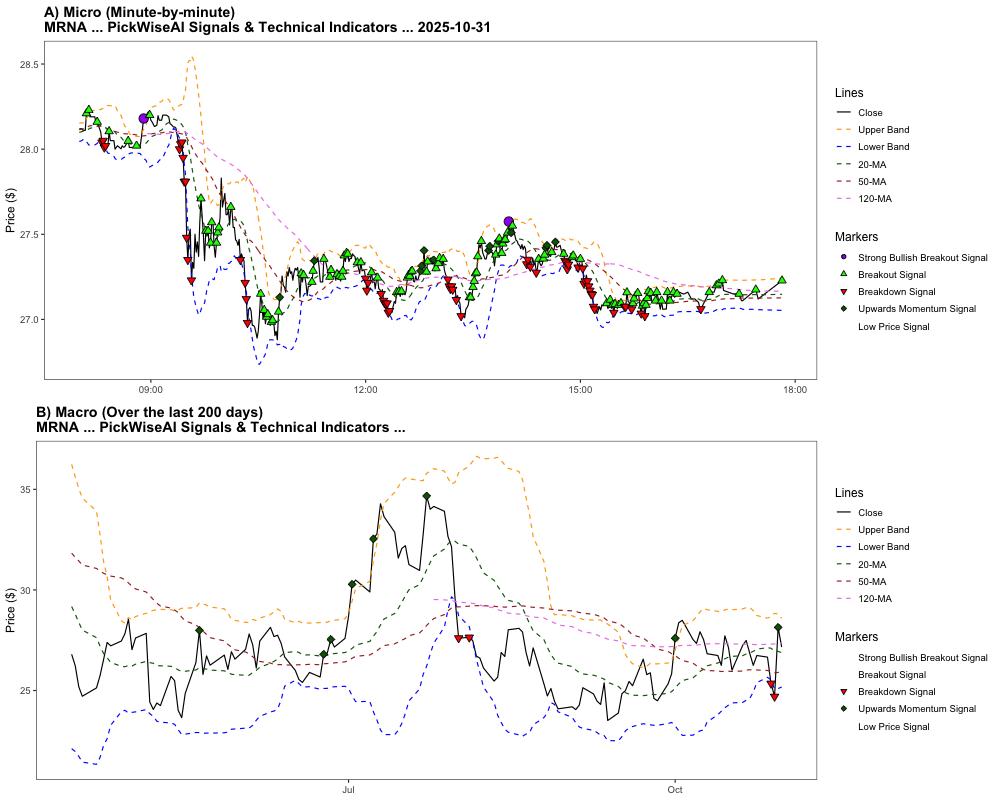 A) Micro (Minute-by-minute)
MRNA ... PickWiseAI Signals & Technical Indicators ... 2025-10-31
Price ($)
28.5
28.0
27.5
27.0
09:00
12:00
15:00
18:00
Lines
Close
Upper Band
Lower Band
20-MA
50-MA
120-MA
Markers
Strong Bullish Breakout Signal
Breakout Signal
Breakdown Signal
Upwards Momentum Signal
Low Price Signal
B) Macro (Over the last 200 days)
MRNA ... PickWiseAI Signals & Technical Indicators ...
Price ($)
35
30
25
Jul
Oct
Lines
Close
Upper Band
Lower Band
20-MA
50-MA
120-MA
Markers
Strong Bullish Breakout Signal
Breakout Signal
Breakdown Signal
Upwards Momentum Signal
Low Price Signal